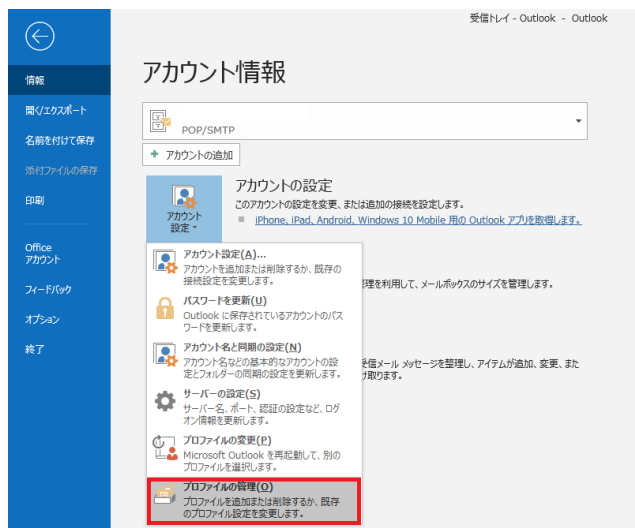 受信トレイ - Outlook - Outlook
アカウント情報
情報
開く/エクスポート
名前を付けて保存
添付ファイルの保存
印刷
Office
アカウント
フィードバック
オプション
終了
POP/SMTP
+ アカウントの追加
アカウント
設定
アカウントの設定
このアカウントの設定を変更、または追加の接続を設定します。
iPhone、iPad、Android、Windows 10 Mobile 用の Outlook アプリを取得します。
アカウント設定(A)...
アカウントを追加または削除するか、既存の
接続設定を変更します。
理を利用して、メールボックスのサイズを管理します。
パスワードを更新(U)
Outlook に保存されているアカウントのパス
ワードを更新します。
アカウント名と同期の設定(N)
アカウント名などの基本的なアカウントの設
定とフォルダーの同期の設定を更新します。
受信メール メッセージを整理し、アイテムが追加、変更、また
け取ります。
サーバーの設定(S)
サーバー名、ポート、認証の設定など、ログ
オン情報を更新します。
プロファイルの変更(P)
Microsoft Outlook を再起動して、別の
プロファイルを選択します。
プロファイルの管理(O)
プロファイルを追加または削除するか、既存
のプロファイル設定を変更します。